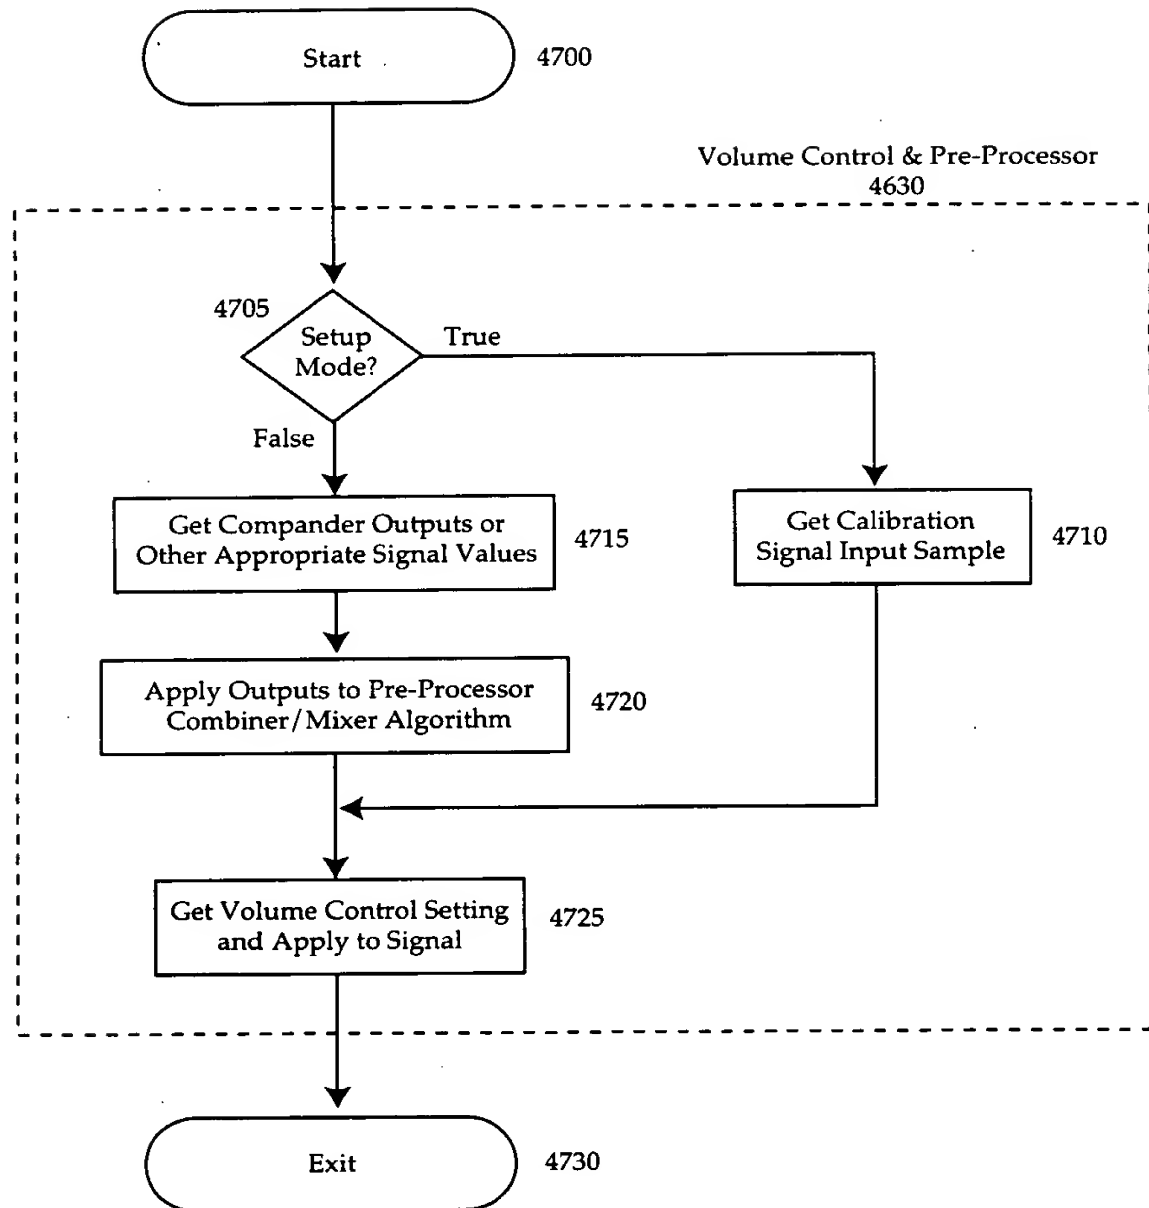 Start
4700
Volume Control & Pre-Processor
4630
4705
Setup
Mode?
True
False
Get Compander Outputs or
Other Appropriate Signal Values
4715
Get Calibration
Signal Input Sample
4710
Apply Outputs to Pre-Processor
Combiner/Mixer Algorithm
4720
Get Volume Control Setting
and Apply to Signal
4725
Exit
4730